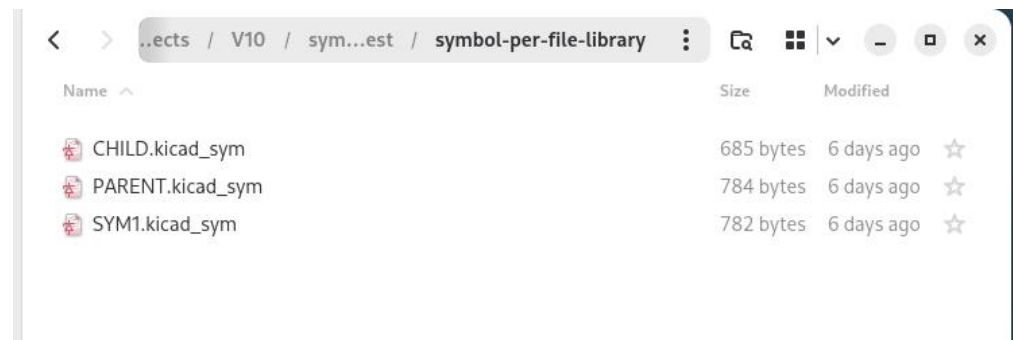 ..ects / V10 / sym...est / symbol-per-file-library
Name Size Modified
CHILD.kicad_sym 685 bytes 6 days ago
PARENT.kicad_sym 784 bytes 6 days ago
SYM1.kicad_sym 782 bytes 6 days ago